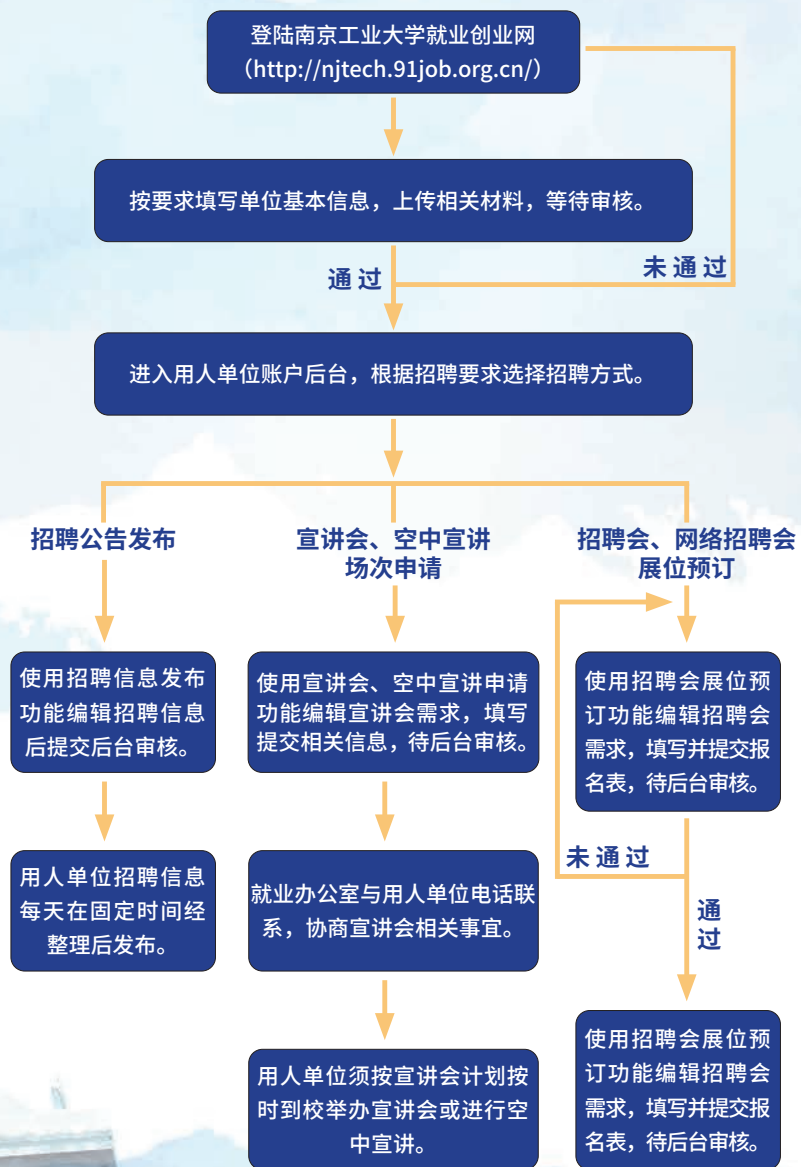 登陆南京工业大学就业创业网
（http://njtech.91job.org.cn/）
按要求填写单位基本信息，上传相关材料，等待审核。
通过
未通过
进入用人单位账户后台，根据招聘要求选择招聘方式。
招聘公告发布
使用招聘信息发布
功能编辑招聘信息
后提交后台审核。
用人单位招聘信息
每天在固定时间经
整理后发布。
宣讲会、空中宣讲
场次申请
使用宣讲会、空中宣讲申请
功能编辑宣讲会需求，填写
提交相关信息，待后台审核。
就业办公室与用人单位电话联
系，协商宣讲会相关事宜。
用人单位须按宣讲会计划按
时到校举办宣讲会或进行空
中宣讲。
招聘会、网络招聘会
展位预订
使用招聘会展位预
订功能编辑招聘会
需求，填写并提交报
名表，待后台审核。
未通过
通
过
使用招聘会展位预
订功能编辑招聘会
需求，填写并提交报
名表，待后台审核。